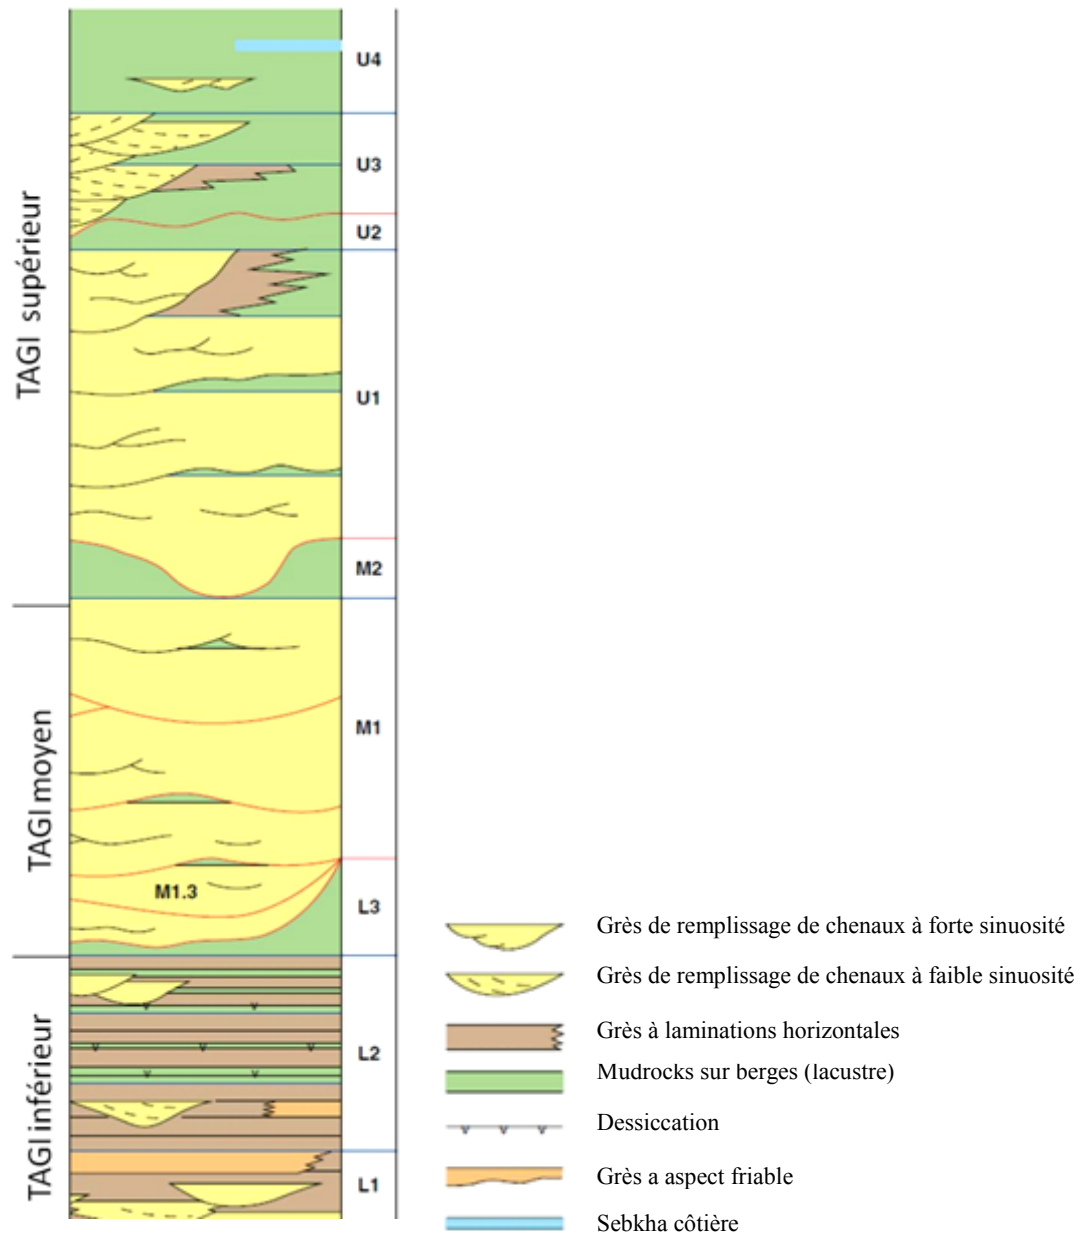 TAGI supérieur
TAGI moyen
TAGI inférieur
U4
U3
U2
U1
M2
M1
M1.3
L3
L2
L1
Grès de remplissage de chenaux à forte sinuosité
Grès de remplissage de chenaux à faible sinuosité
Grès à laminations horizontales
Mudrocks sur berges (lacustre)
Dessiccation
Grès a aspect friable
Sebkha côtière